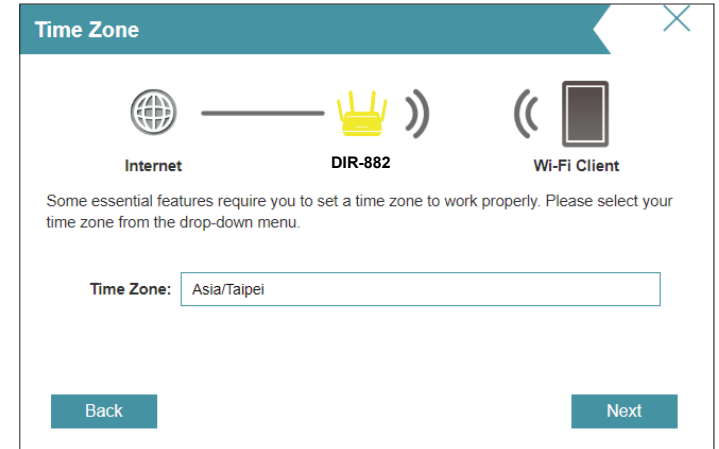 Time Zone
Internet
DIR-882
Wi-Fi Client
Some essential features require you to set a time zone to work properly. Please select your
time zone from the drop-down menu.
Time Zone: Asia/Taipei
Back
Next